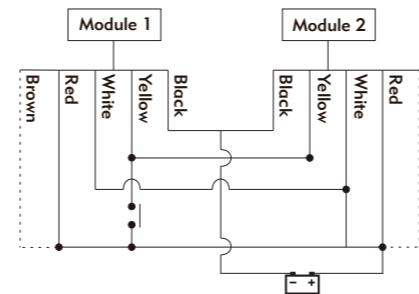 Module 1
Module 2
Brown
Red
White
Yellow
Black
Black
Yellow
White
Red
- +